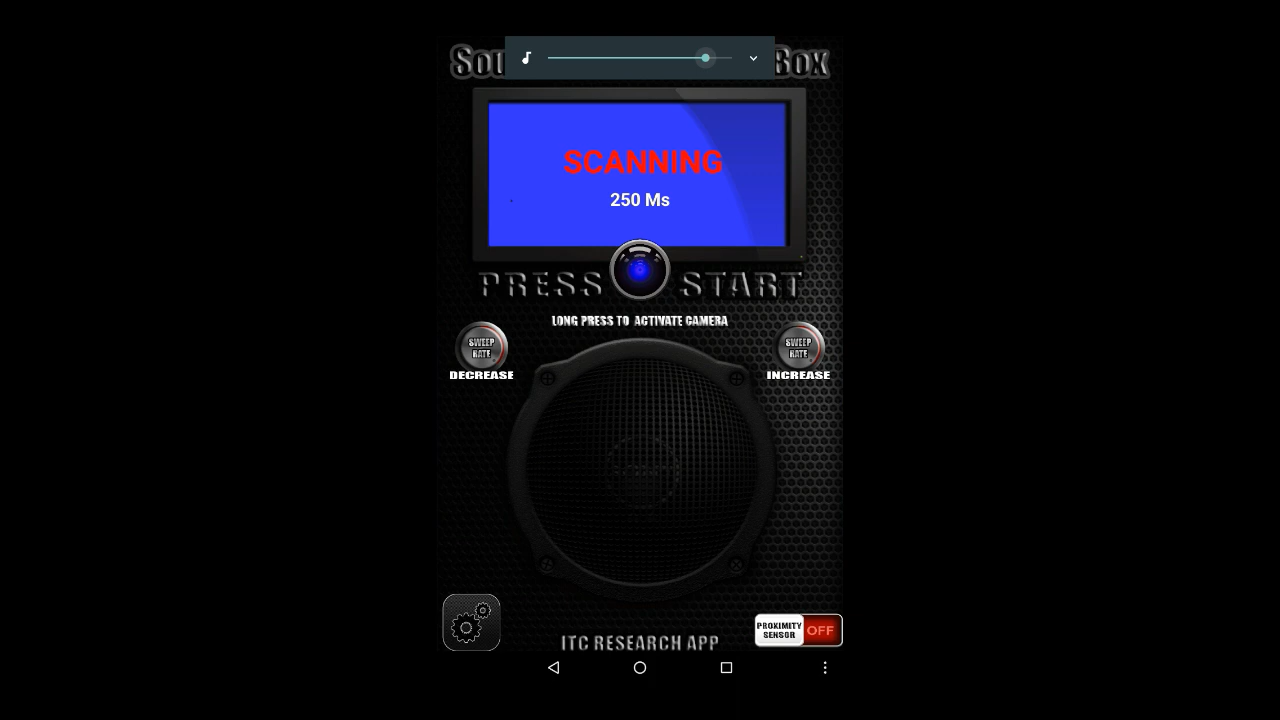 SCANNING
250 Ms
PRESS START
LONG PRESS TO ACTIVATE CAMERA
SWEEP
RATE
DECREASE
SWEEP
RATE
INCREASE
PROXIMITY
SENSOR
OFF
ITC RESEARCH APP